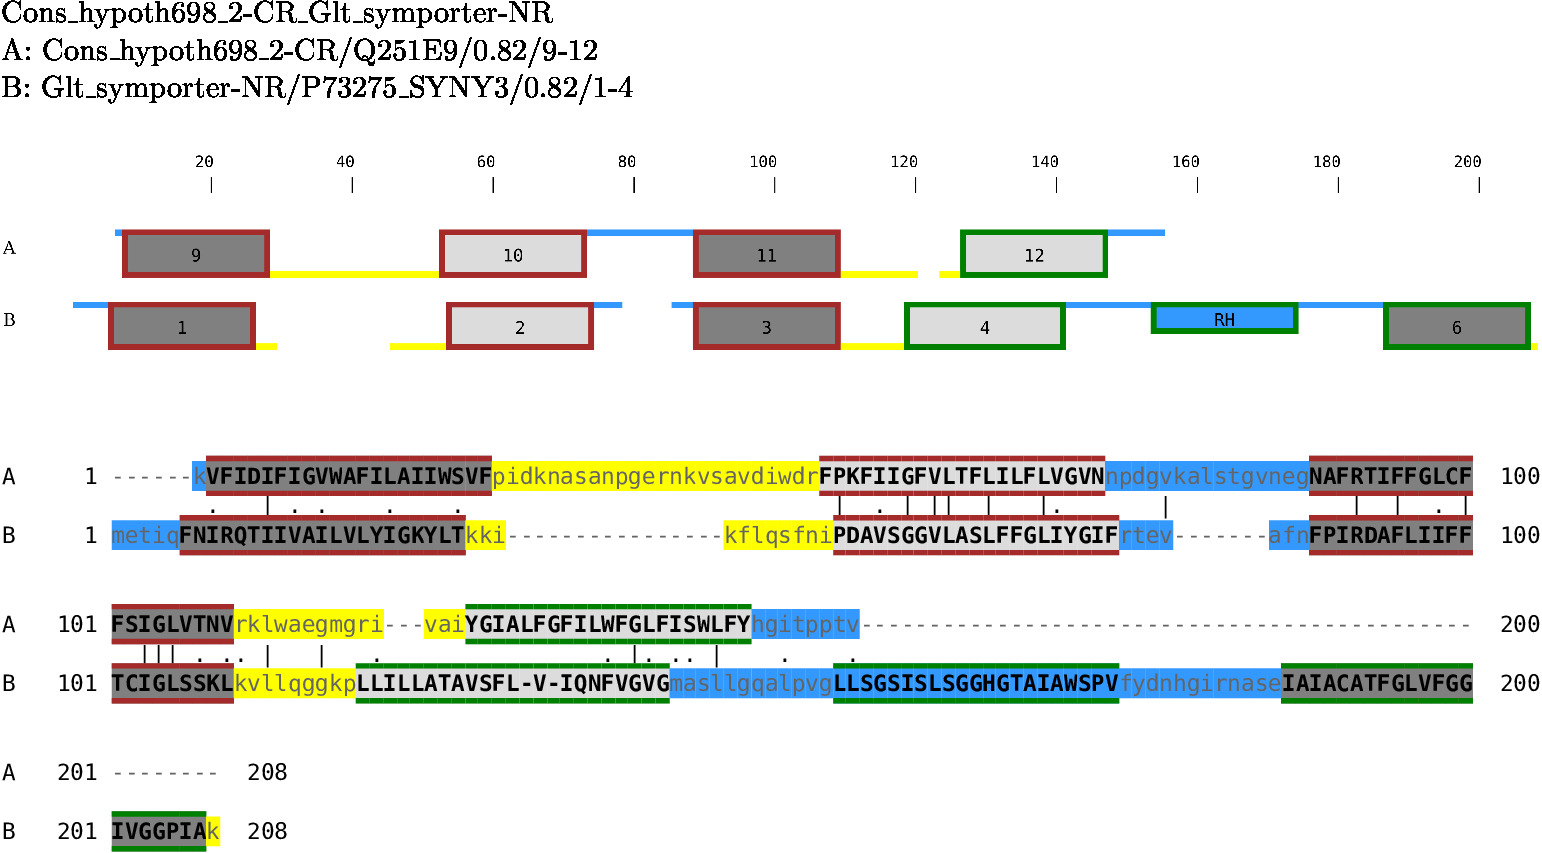 Cons_hypoth698_2-CR_Glt_symporter-NR
A: Cons_hypoth698_2-CR/Q251E9/0.82/9-12
B: Glt_symporter-NR/P73275_SYNY3/0.82/1-4
20 40 60 80 100 120 140 160 180 200
A 9 10 11 12
B 1 2 3 4 RH 6
A 1 ------kVFIDIFIGVWAFILAIIWSVFpidknasanpgernkvsavdiwdrFPKFIIGFVLTFLILFLVGVNnpdgvkalstgvnegNAFRTIFFGLCF 100
B 1 metiqFNIRQTIIVAILVLYIGKYLTkki----------------kflqsfniPDAVSGGVLASLFFGLIYGIFrtev-------afnFPIRDAFLIIFF 100
A 101 FSIGLVTNVrklwaegmgri---vaiYGIALFGFILWFGLFISWLFYhgitpptv--------------------------------------------- 200
B 101 TCIGLSSKLkvllqggkpLLILLATAVSFL-V-IQNFVGVGmasllgqalpvgLLSGSISLSGGHGTAIAWSPVfydnhgirnaseIAIACATFGLVFGG 200
A 201 -------- 208
B 201 IVGGPIAk 208